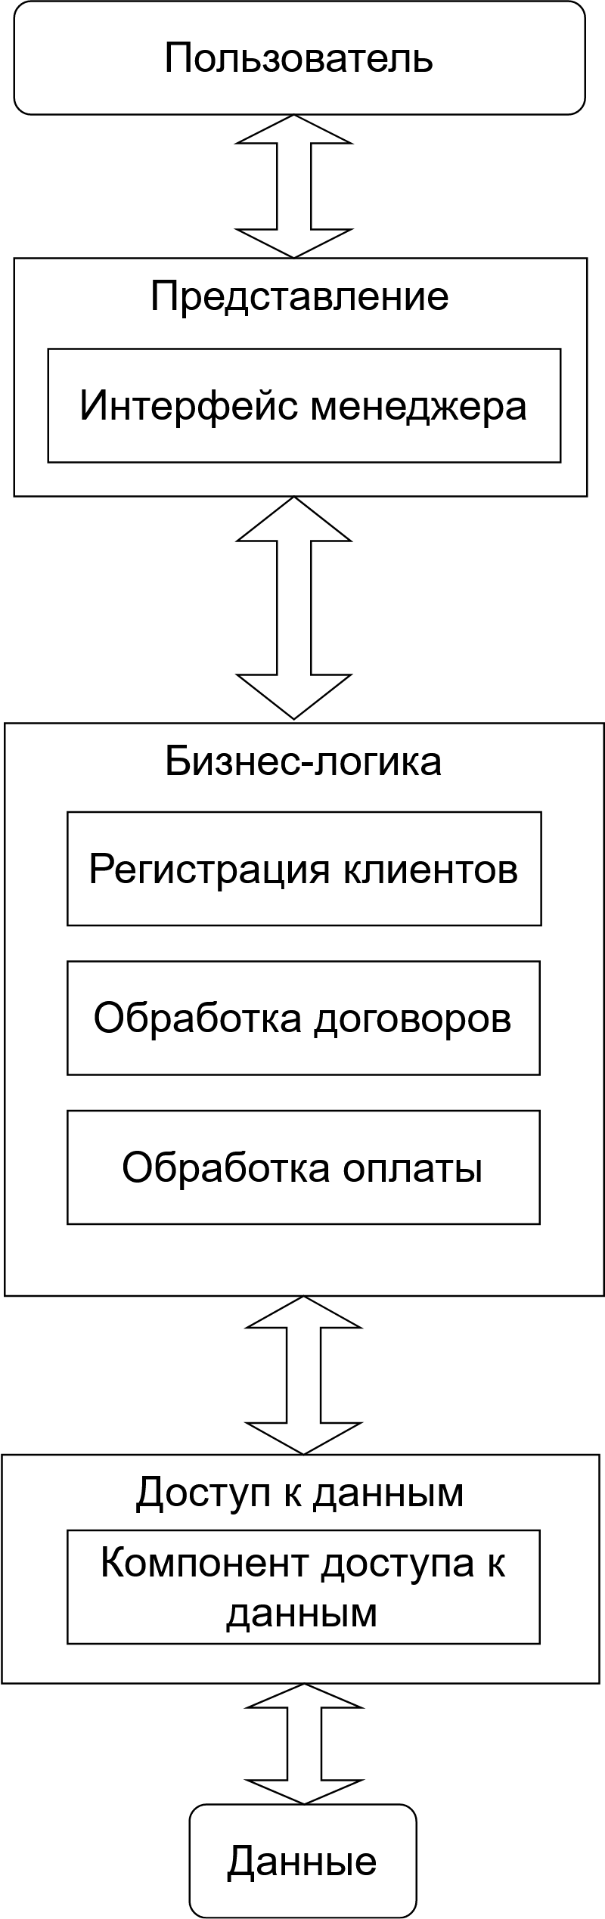 Пользователь
Представление
Интерфейс менеджера
Бизнес-логика
Регистрация клиентов
Обработка договоров
Обработка оплаты
Доступ к данным
Компонент доступа к
данным
Данные